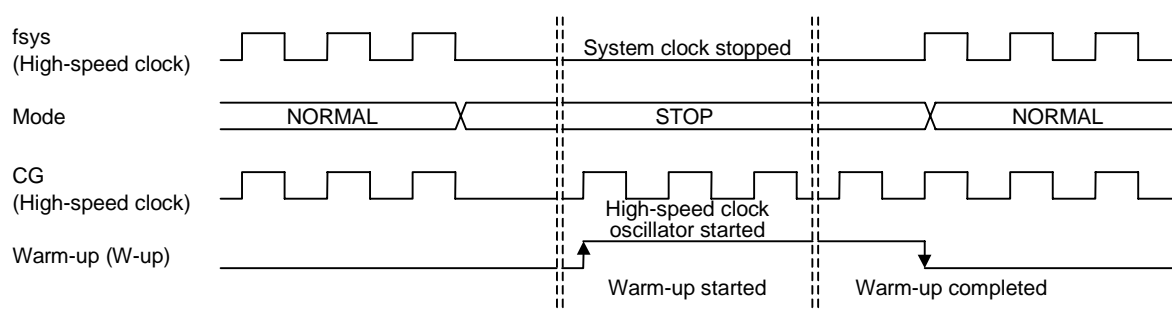 fsys
(High-speed clock)
System clock stopped
Mode
NORMAL
STOP
NORMAL
CG
(High-speed clock)
High-speed clock
oscillator started
Warm-up (W-up)
Warm-up started
Warm-up completed